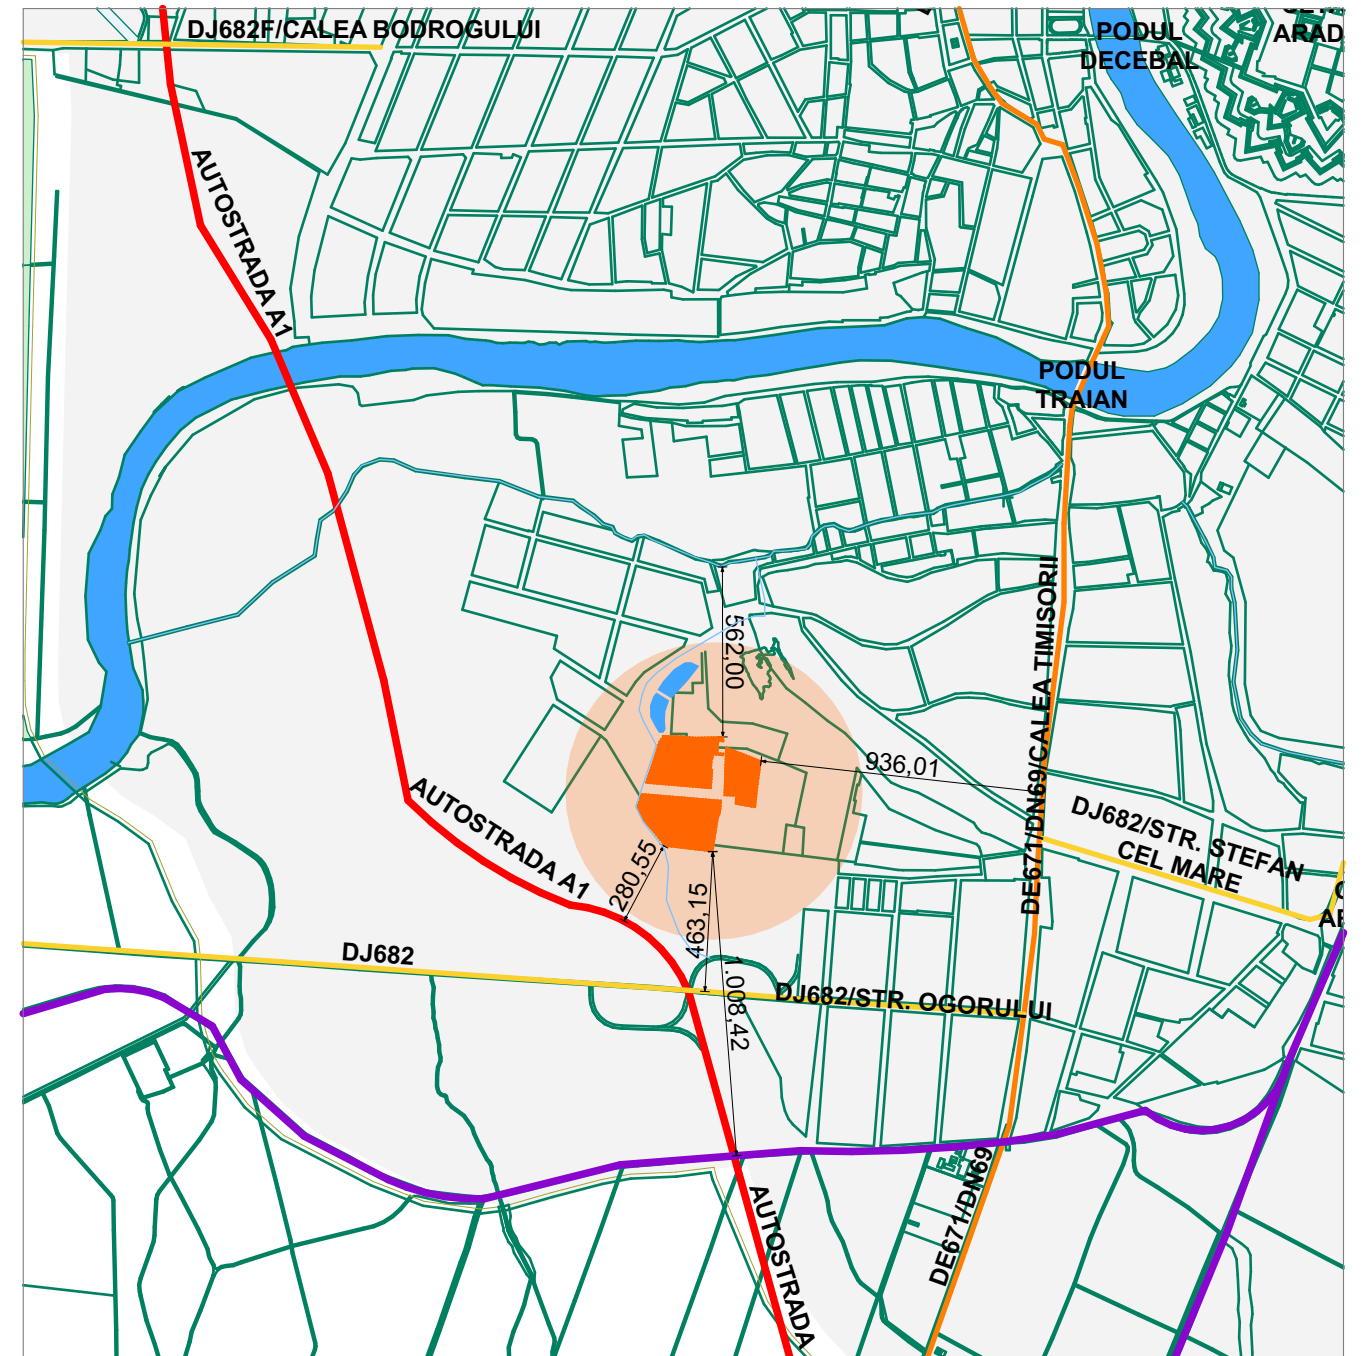 DJ682F/CALEA BODROGULUI
PODUL
DECEBAL
ARAD
AUTOSTRADA A1
PODUL
TRAIAN
562,00
936,01
DE671/DN69/CALEA TIMISORII
DJ682/STR. STEFAN
CEL MARE
AUTOSTRADA A1
280,55
463,15
1.008,42
DJ682
DJ682/STR. OGORULUI
DE671/DN69
AUTOSTRADA